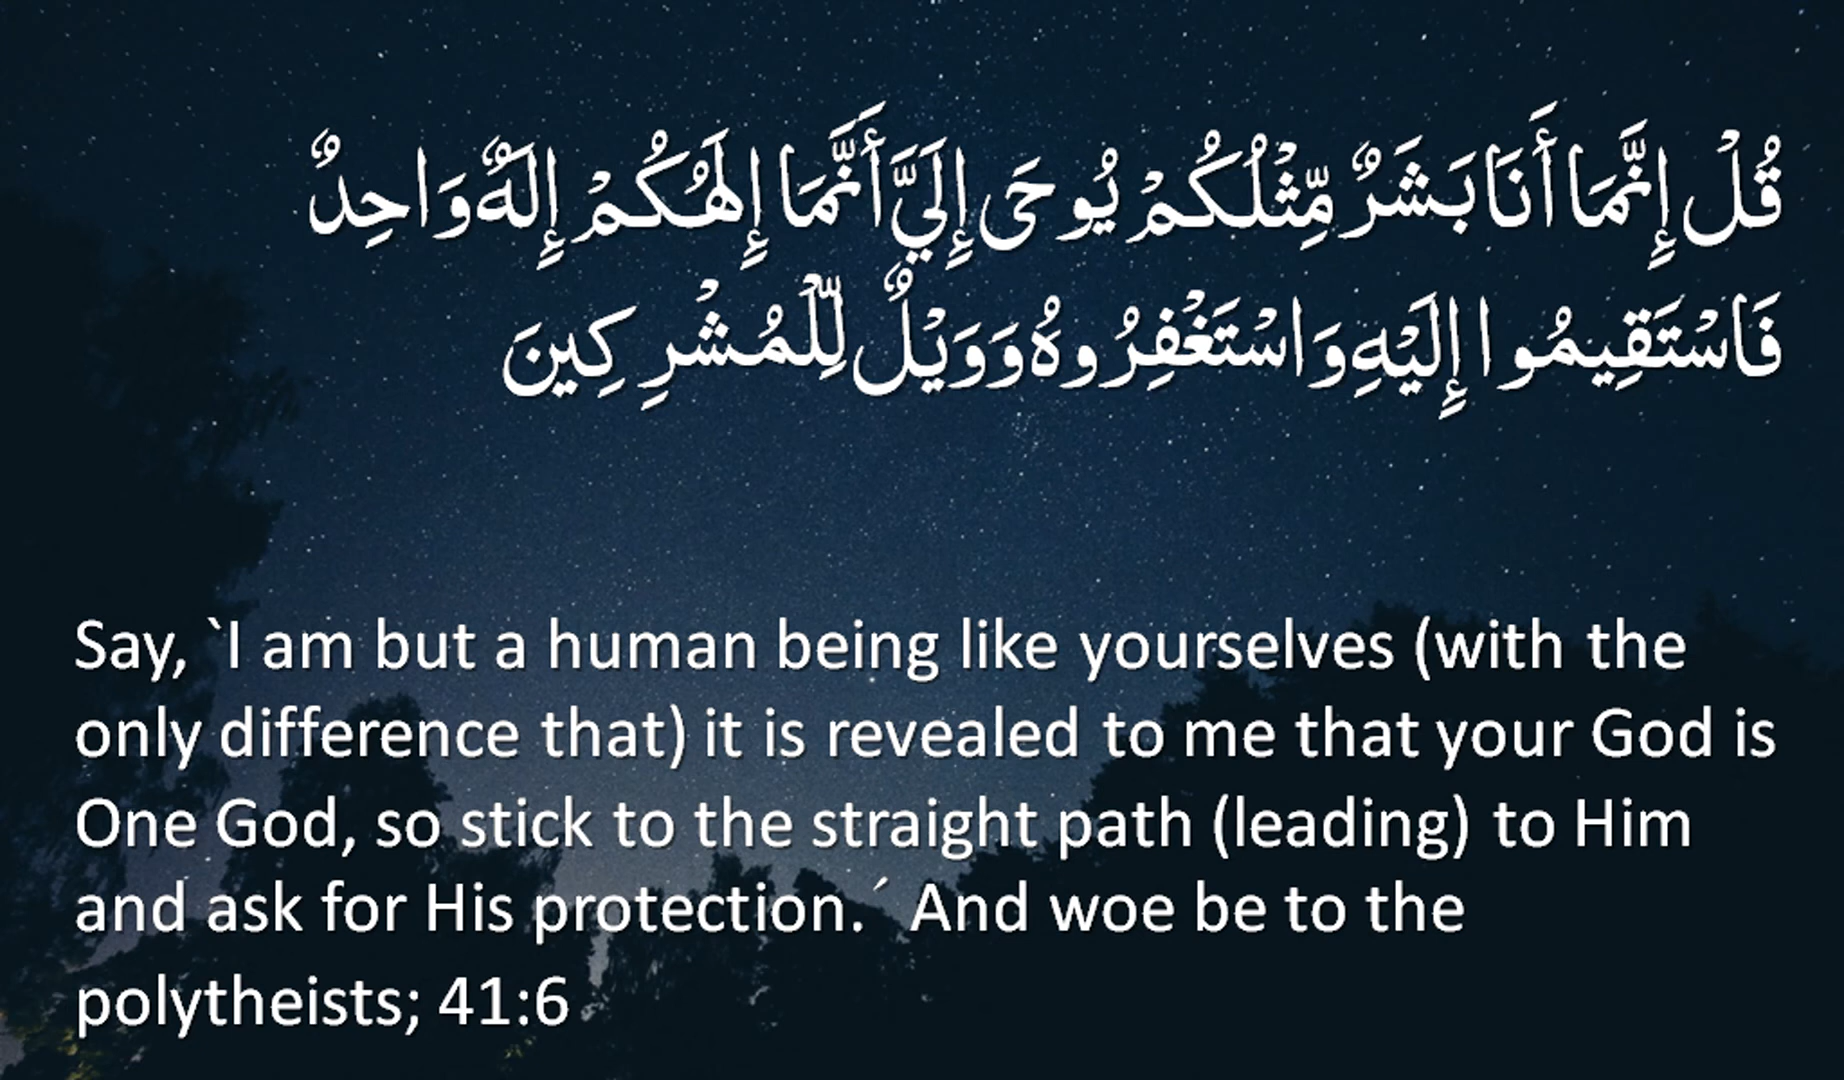 قُلْ إِنَّمَا أَنَا بَشَرٌ مِّثْلُكُمْ يُوحَى إِلَيَّ أَنَّمَا إِلَهُكُمْ إِلَهٌ وَاحِدٌ
فَاسْتَقِيمُوا إِلَيْهِ وَاسْتَغْفِرُوهُ وَوَيْلٌ لِّلْمُشْرِكِينَ
Say, `I am but a human being like yourselves (with the
only difference that) it is revealed to me that your God is
One God, so stick to the straight path (leading) to Him
and ask for His protection.´ And woe be to the
polytheists; 41:6